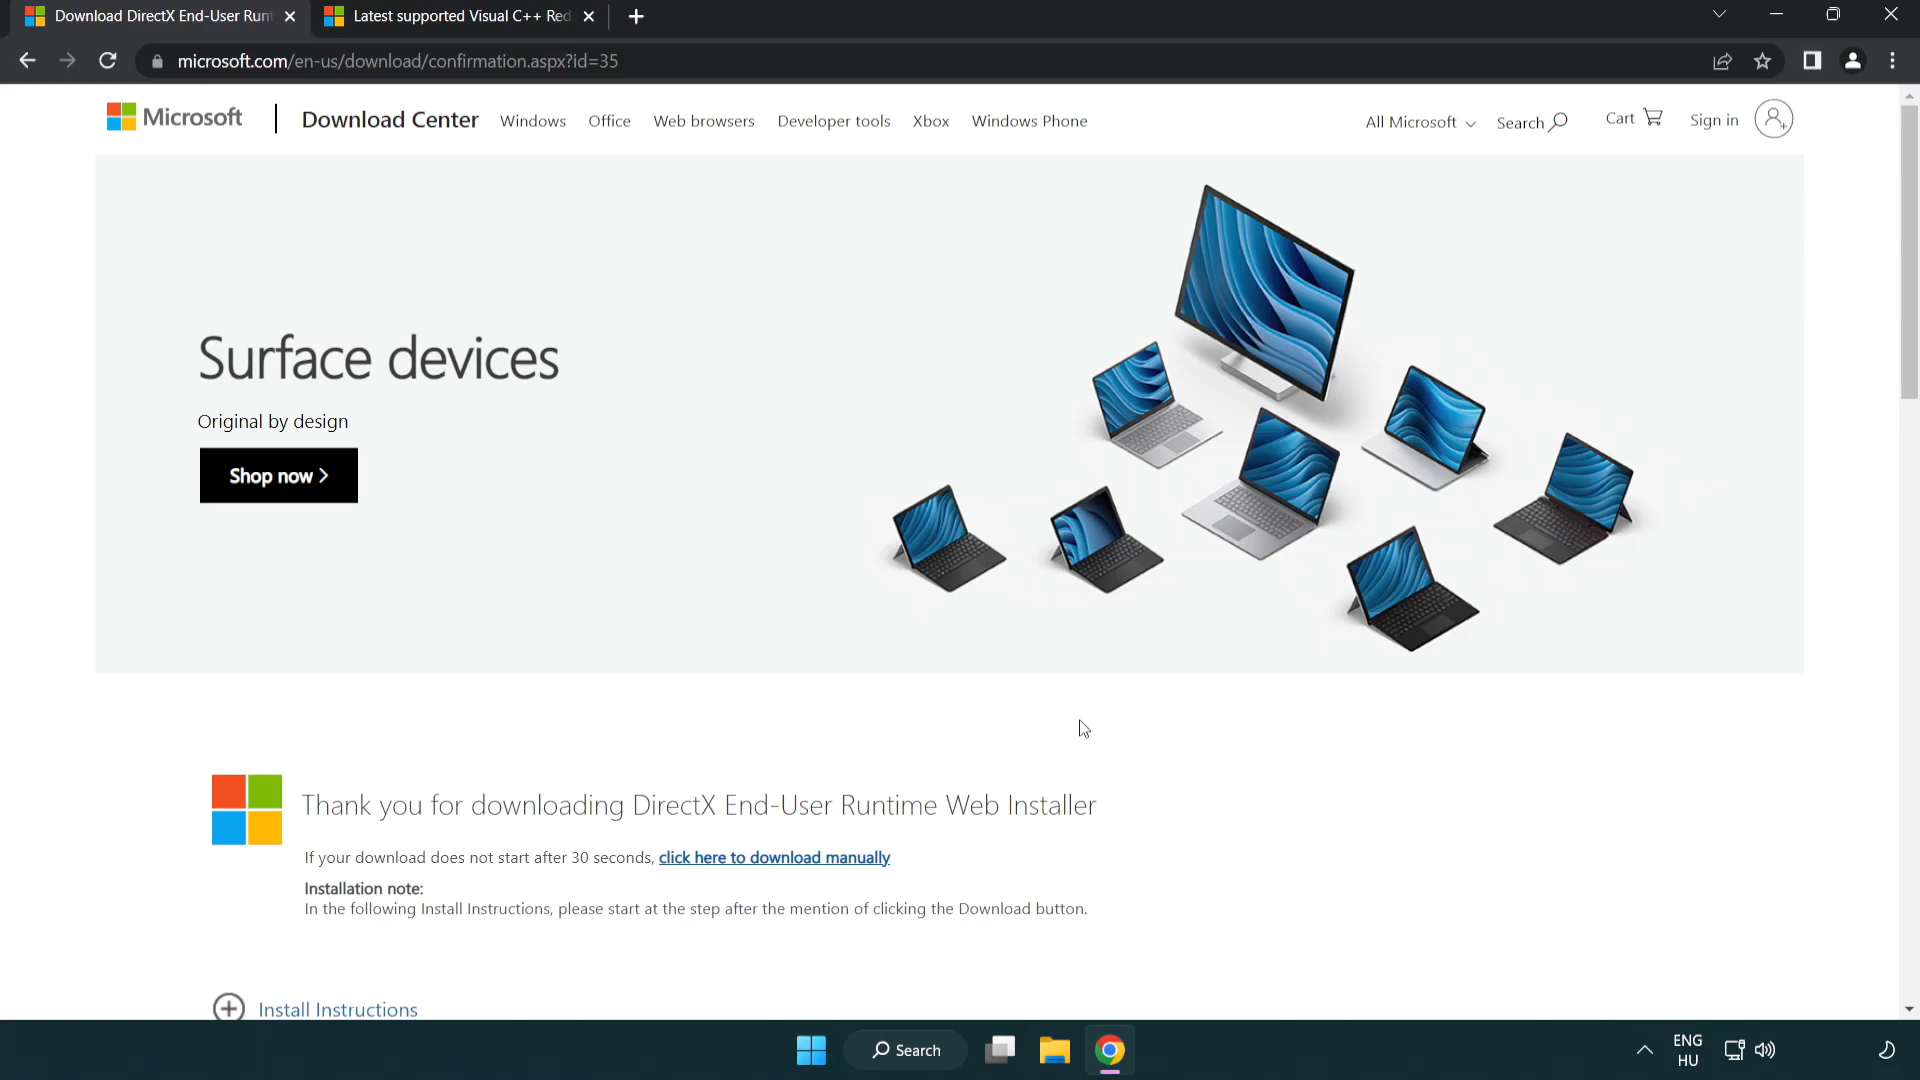 Download DirectX End-User Runt
Latest supported Visual C++ Red
microsoft.com/en-us/download/confirmation.aspx?id=35
Microsoft
Download Center
Windows
Office
Web browsers
Developer tools
Xbox
Windows Phone
All Microsoft
Search
Cart
Sign in
Surface devices
Original by design
Shop now
Thank you for downloading DirectX End-User Runtime Web Installer
If your download does not start after 30 seconds, click here to download manually
Installation note:
In the following Install Instructions, please start at the step after the mention of clicking the Download button.
Install Instructions
Search
ENG
HU